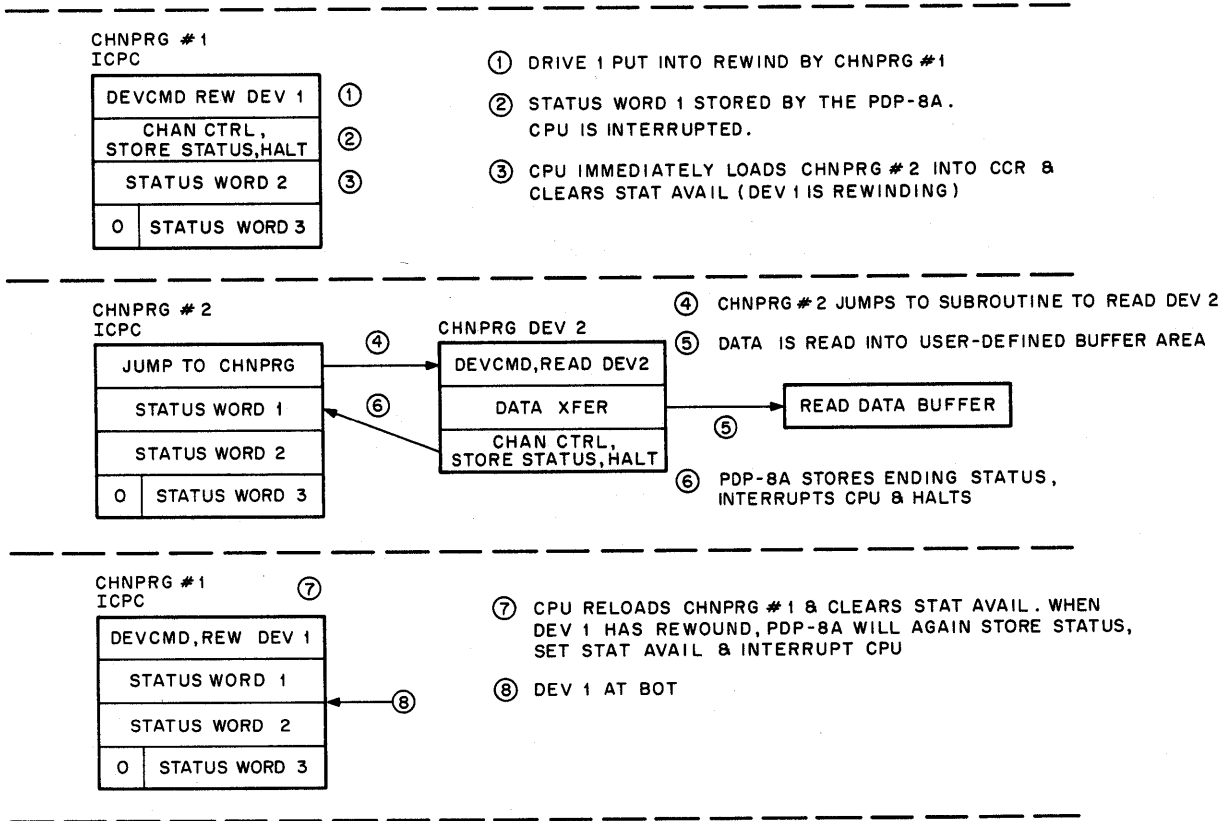 CHNPRG #1
ICPC
DEVCMD REW DEV 1
①
CHAN CTRL,
STORE STATUS,HALT
②
STATUS WORD 2
③
0 STATUS WORD 3
① DRIVE 1 PUT INTO REWIND BY CHNPRG #1
② STATUS WORD 1 STORED BY THE PDP-8A.
CPU IS INTERRUPTED.
③ CPU IMMEDIATELY LOADS CHNPRG #2 INTO CCR &
CLEARS STAT AVAIL (DEV 1 IS REWINDING)
CHNPRG #2
ICPC
JUMP TO CHNPRG
STATUS WORD 1
STATUS WORD 2
0 STATUS WORD 3
④
⑥
CHNPRG DEV 2
DEVCMD,READ DEV2
DATA XFER
CHAN CTRL,
STORE STATUS,HALT
⑤
READ DATA BUFFER
④ CHNPRG #2 JUMPS TO SUBROUTINE TO READ DEV 2
⑤ DATA IS READ INTO USER-DEFINED BUFFER AREA
⑥ PDP-8A STORES ENDING STATUS,
INTERRUPTS CPU & HALTS
CHNPRG #1
ICPC
⑦
DEVCMD,REW DEV 1
STATUS WORD 1
STATUS WORD 2
0 STATUS WORD 3
⑧
⑦ CPU RELOADS CHNPRG #1 & CLEARS STAT AVAIL. WHEN
DEV 1 HAS REWOUND, PDP-8A WILL AGAIN STORE STATUS,
SET STAT AVAIL & INTERRUPT CPU
⑧ DEV 1 AT BOT